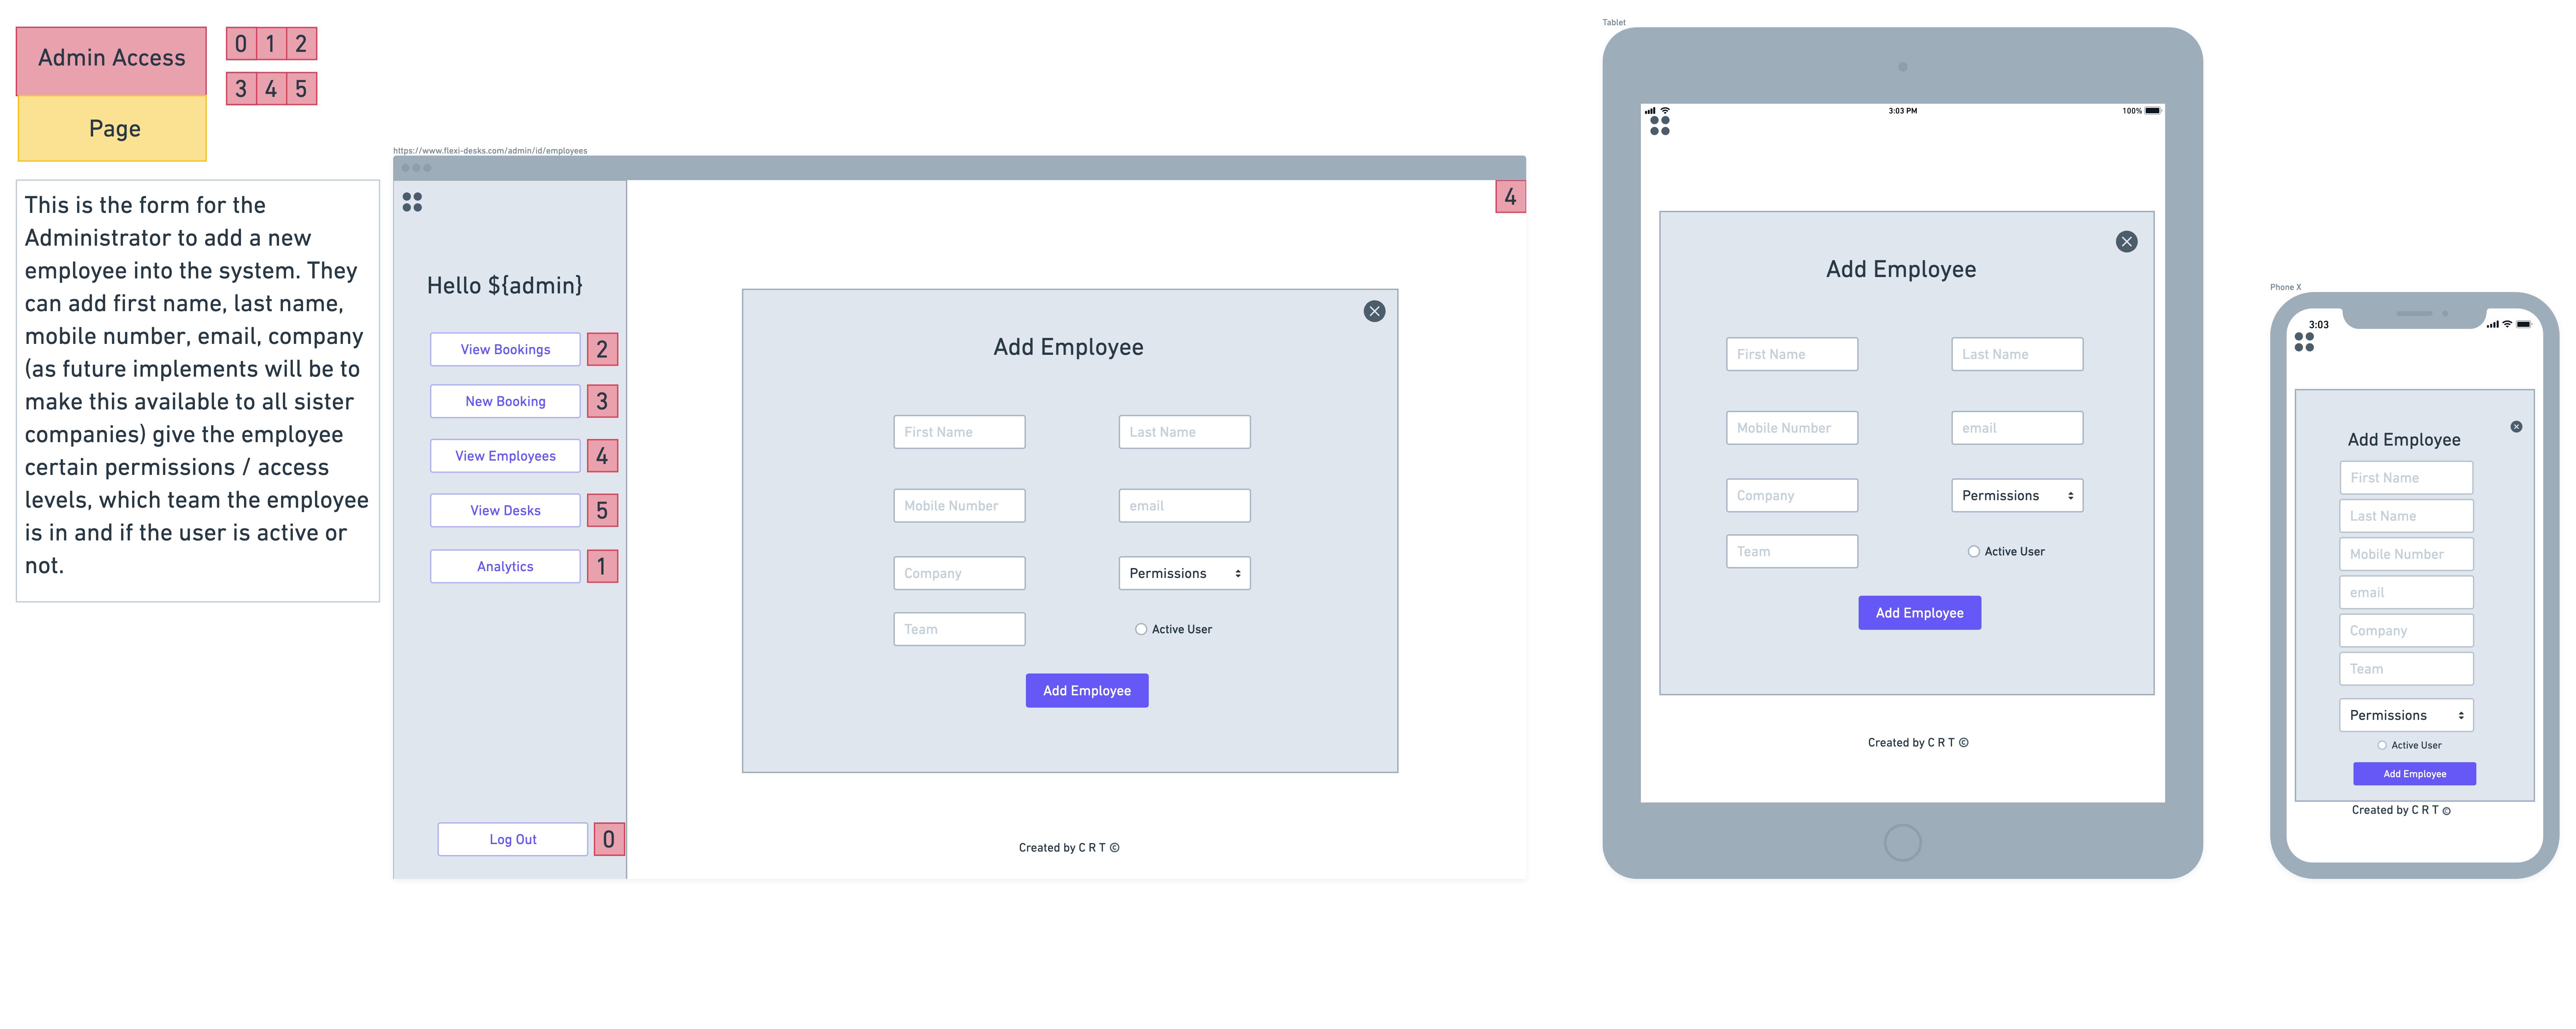 Admin Access
Page
0 1 2
3 4 5
This is the form for the
Administrator to add a new
employee into the system. They
can add first name, last name,
mobile number, email, company
(as future implements will be to
make this available to all sister
companies) give the employee
certain permissions / access
levels, which team the employee
is in and if the user is active or
not.
https://www.flexi-desks.com/admin/id/employees
4
Hello ${admin}
View Bookings 2
New Booking 3
View Employees 4
View Desks 5
Analytics 1
Log Out 0
Add Employee
First Name Last Name
Mobile Number email
Company Permissions
Team Active User
Add Employee
Created by C R T ©
Tablet
3:03 PM 100%
Add Employee
First Name Last Name
Mobile Number email
Company Permissions
Team Active User
Add Employee
Created by C R T ©
Phone X
3:03
Add Employee
First Name
Last Name
Mobile Number
email
Company
Team
Permissions
Active User
Add Employee
Created by C R T ©